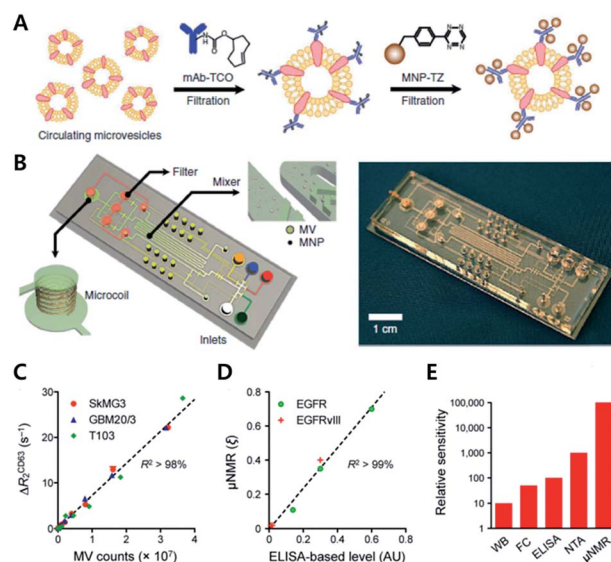 A
mAb-TCO
Filtration
MNP-TZ
Filtration
Circulating microvesicles
N
H
O
O
N
N
N
N
B
Filter
Mixer
MV
MNP
Microcoil
Inlets
1 cm
C
SkMG3
GBM20/3
T103
R² > 98%
ΔR₂^CD63 (s⁻¹)
30
20
10
0
0 1 2 3 4
MV counts (× 10⁷)
D
EGFR
EGFRvIII
R² > 99%
µNMR (ξ)
0.8
0.6
0.4
0.2
0
0 0.2 0.4 0.6 0.8
ELISA-based level (AU)
E
Relative sensitivity
100,000
10,000
1,000
100
10
1
WB FC ELISA NTA µNMR